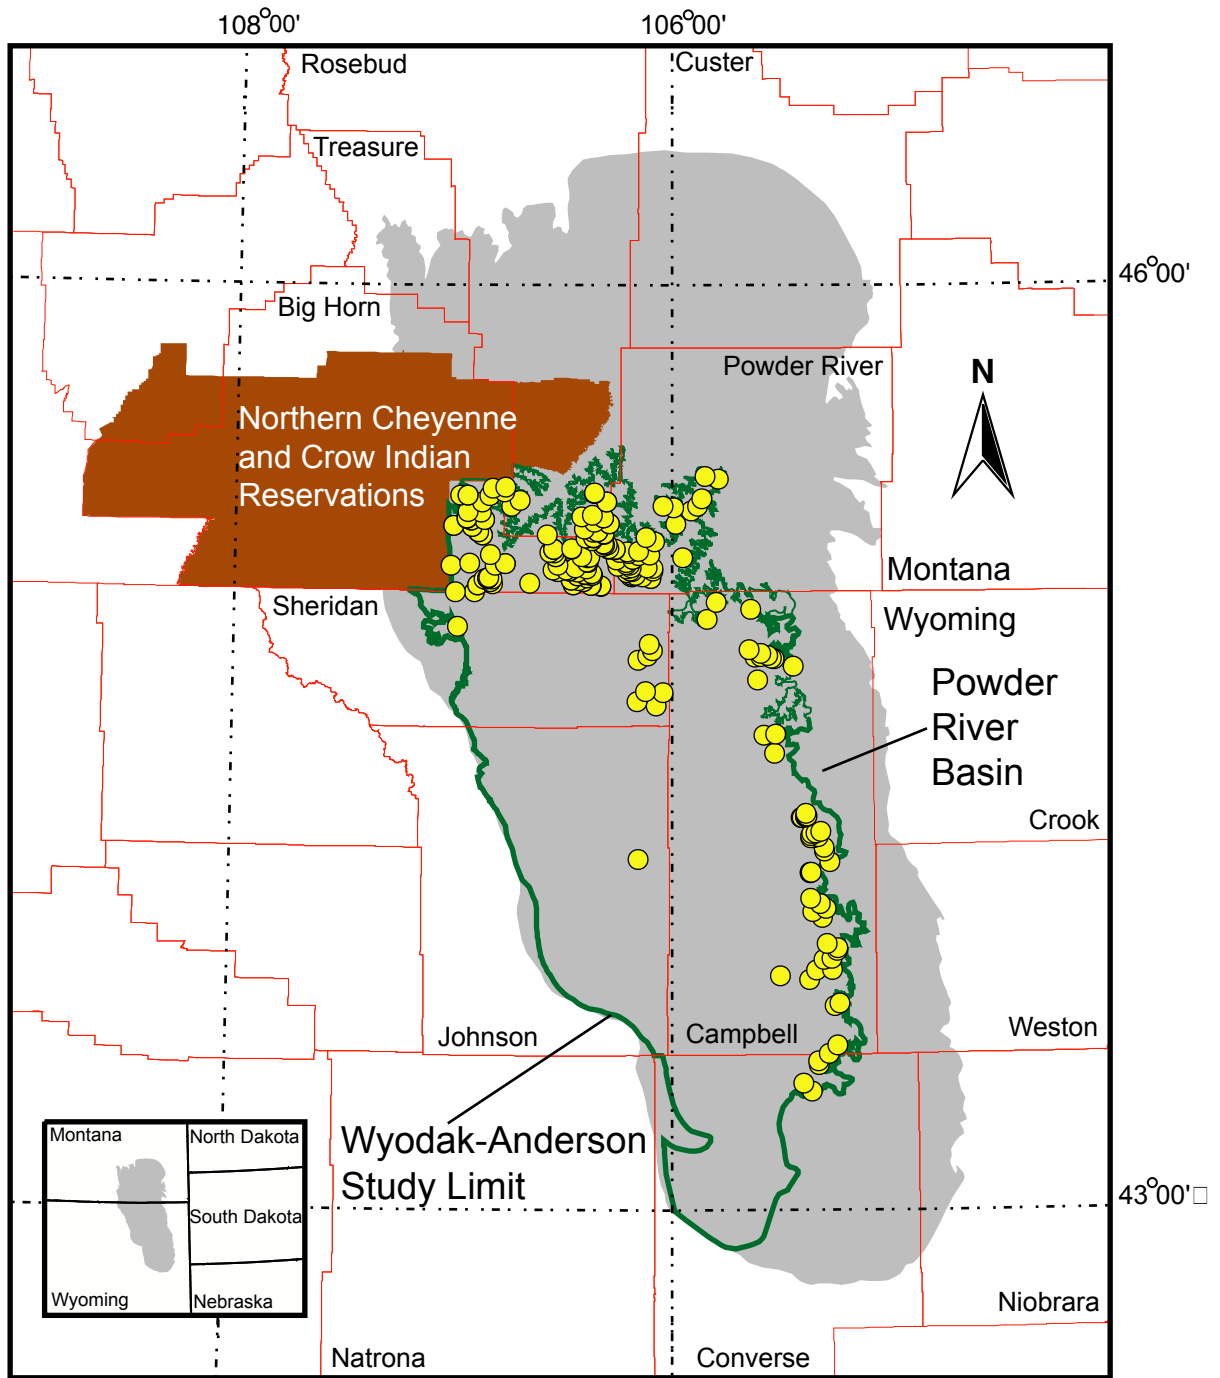 108°00'
106°00'
Rosebud
Custer
Treasure
46°00'
Big Horn
Powder River
N
Northern Cheyenne
and Crow Indian
Reservations
Montana
Sheridan
Wyoming
Powder
River
Basin
Crook
Johnson
Campbell
Weston
Wyodak-Anderson
Study Limit
43°00'
Montana
North Dakota
South Dakota
Wyoming
Nebraska
Niobrara
Natrona
Converse